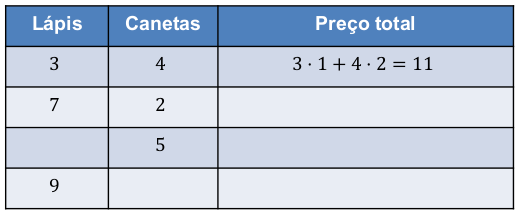 Lápis Canetas Preço total
3 4 3 · 1 + 4 · 2 = 11
7 2
5
9